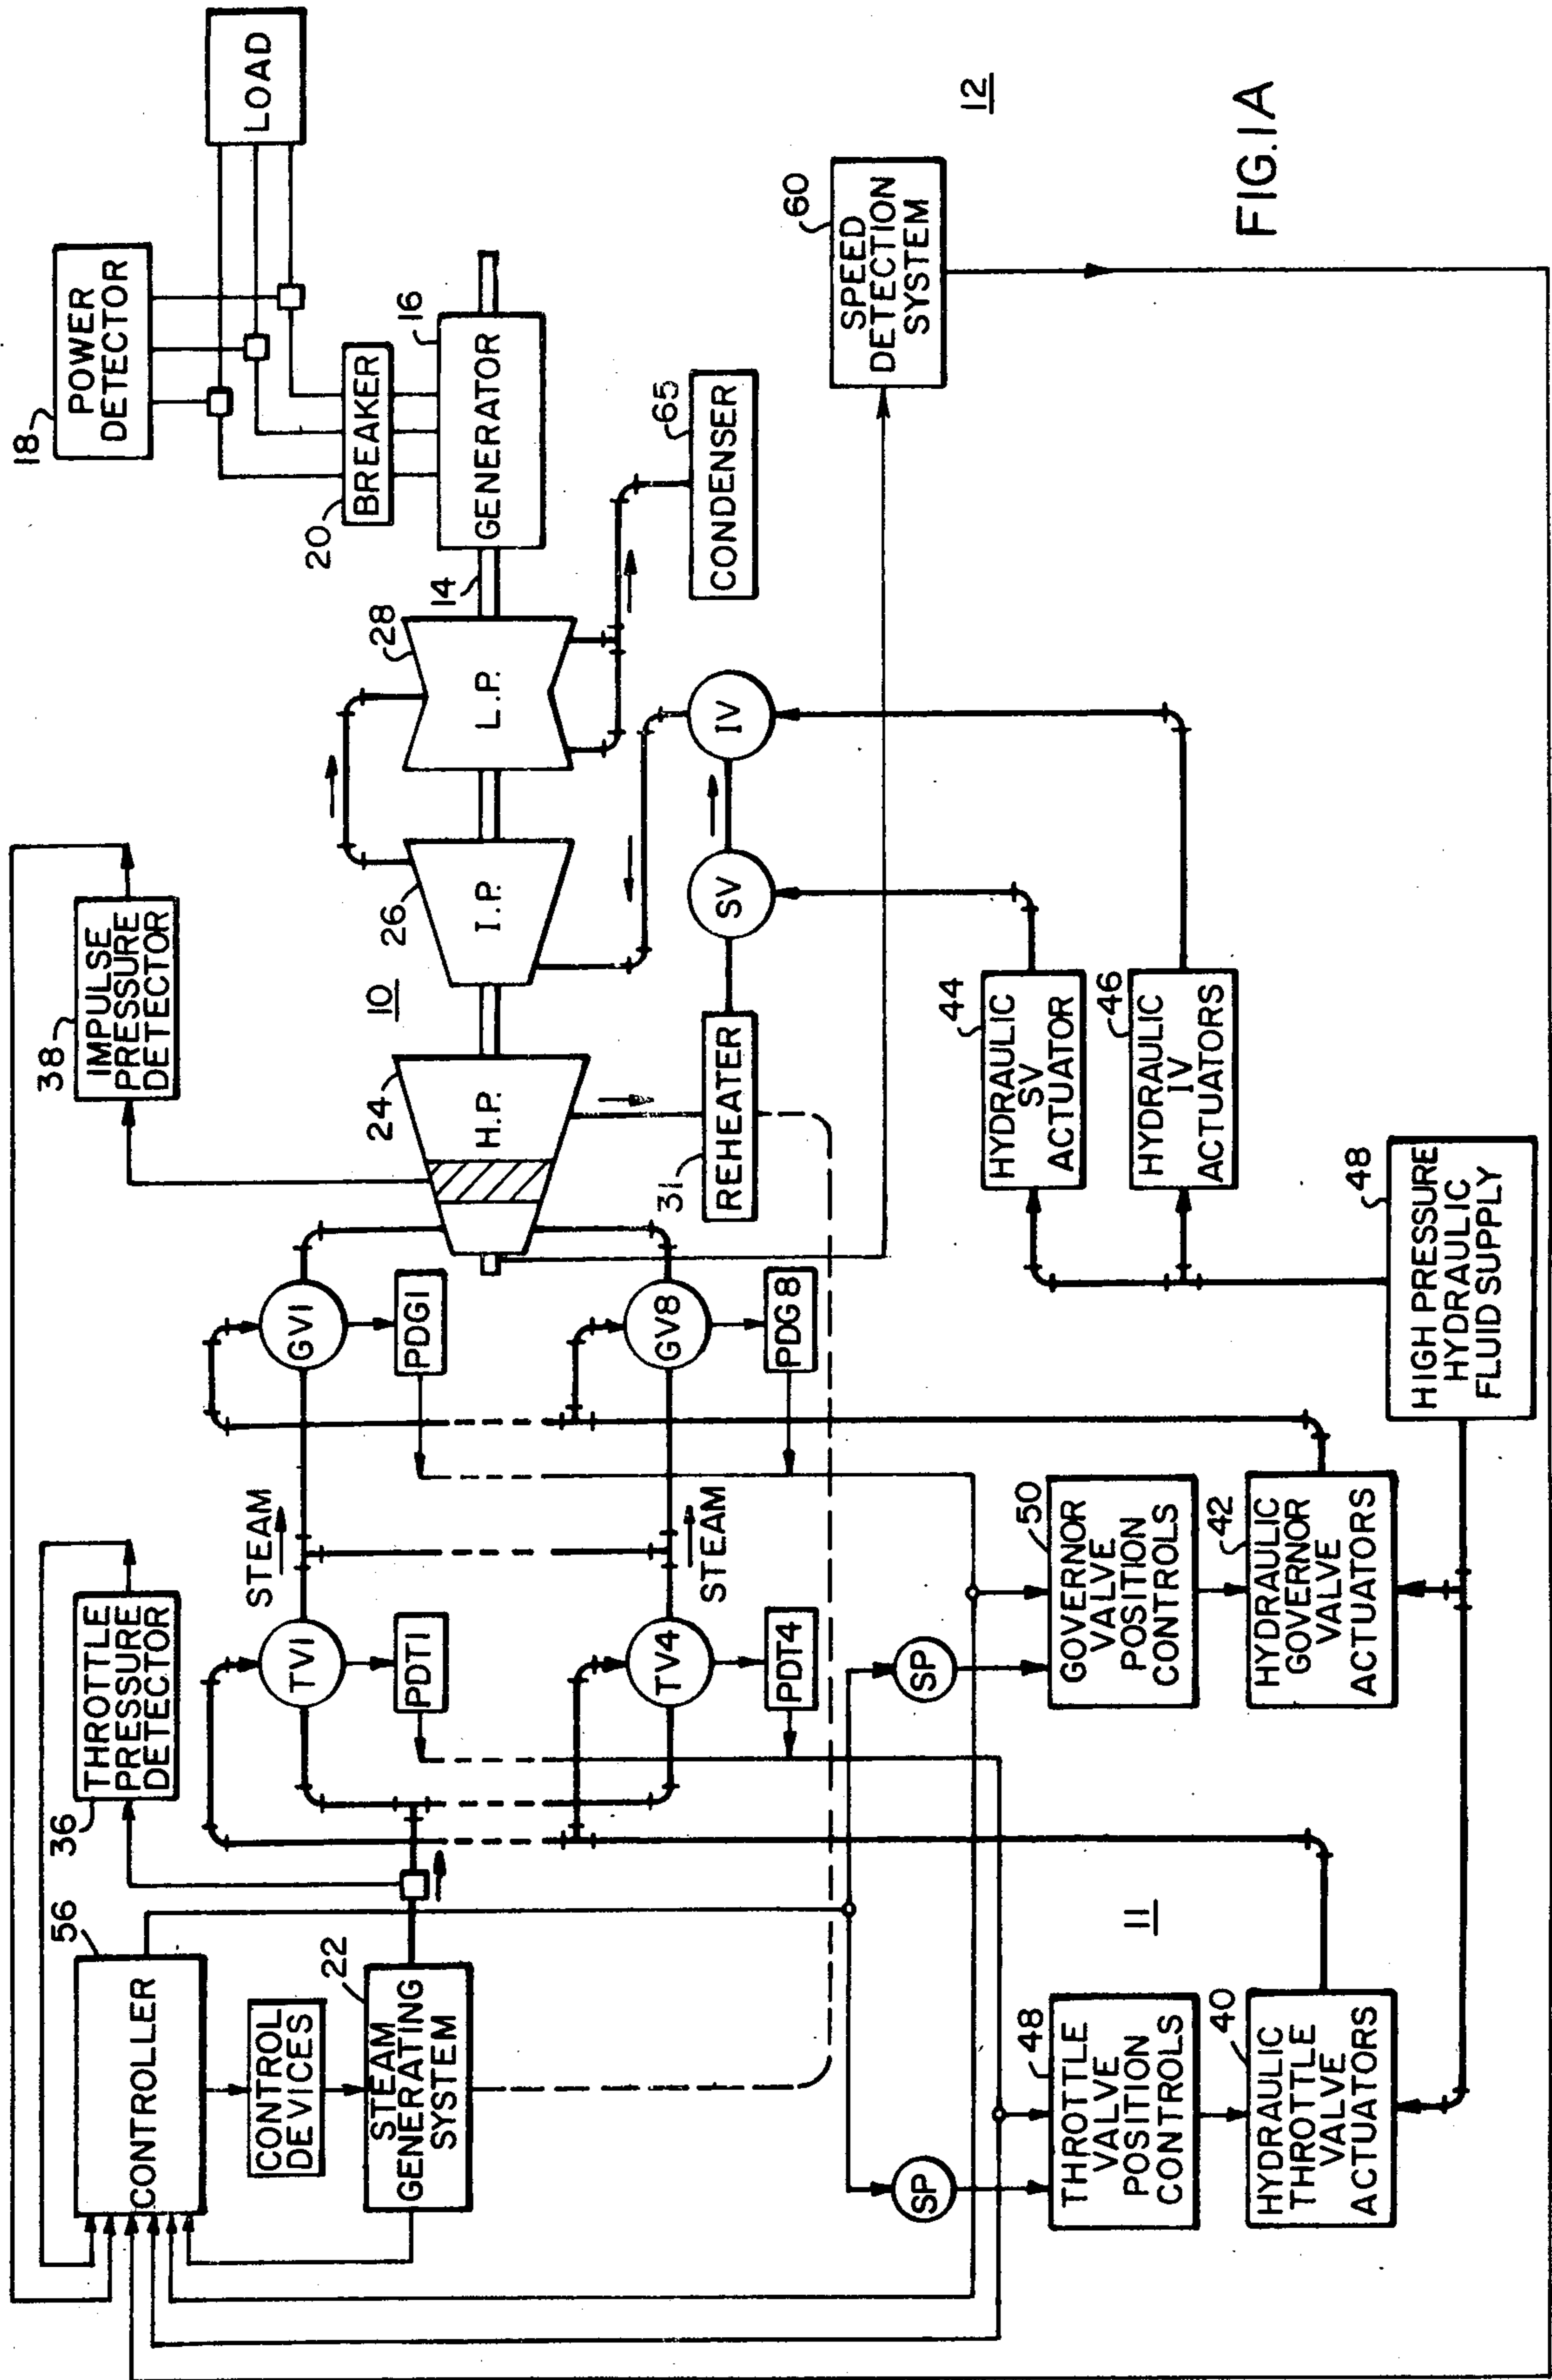 18
POWER
DETECTOR
LOAD
20
BREAKER
16
GENERATOR
14
65
CONDENSER
60
SPEED
DETECTION
SYSTEM
12
FIG.1A
38
IMPULSE
PRESSURE
DETECTOR
24
H.P.
10
26
I.P.
28
L.P.
31
REHEATER
SV
IV
44
HYDRAULIC
SV
ACTUATOR
46
HYDRAULIC
IV
ACTUATORS
48
HIGH PRESSURE
HYDRAULIC
FLUID SUPPLY
36
THROTTLE
PRESSURE
DETECTOR
STEAM
TV1
GV1
PDT1
PDG1
TV4
STEAM
GV8
PDT4
PDG8
56
CONTROLLER
CONTROL
DEVICES
22
STEAM
GENERATING
SYSTEM
SP
SP
11
48
THROTTLE
VALVE
POSITION
CONTROLS
50
GOVERNOR
VALVE
POSITION
CONTROLS
40
HYDRAULIC
THROTTLE
VALVE
ACTUATORS
42
HYDRAULIC
GOVERNOR
VALVE
ACTUATORS